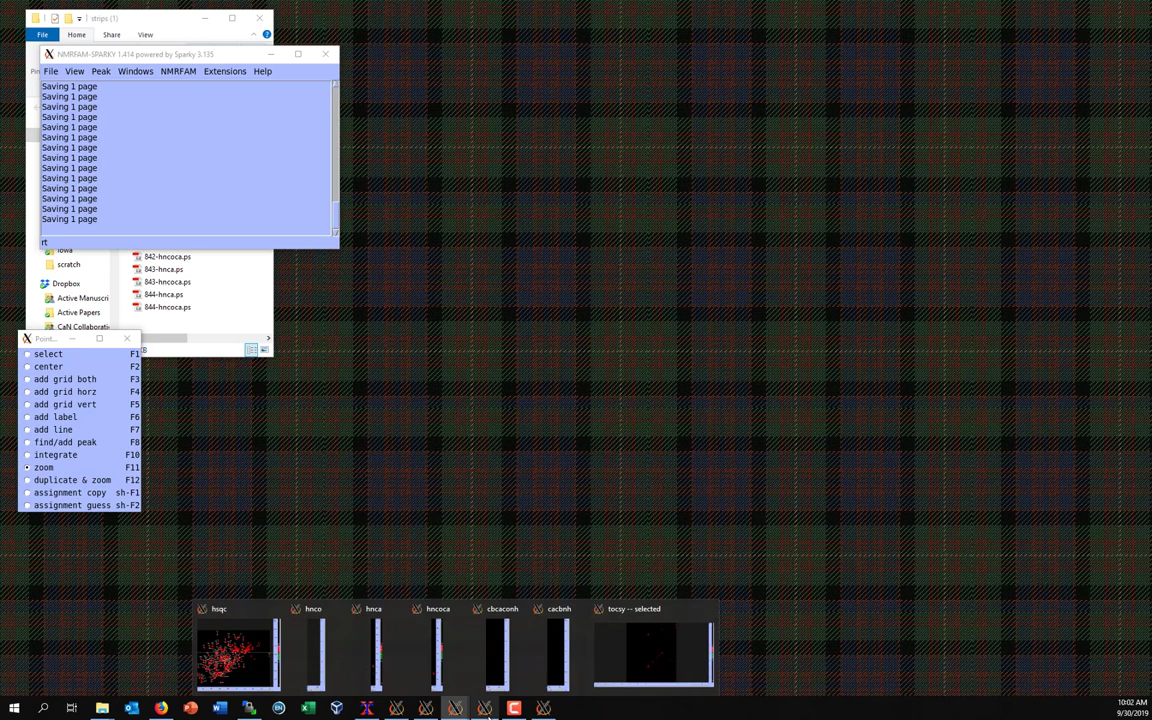 strips (1)
File Home Share View
NMRFAM-SPARKY 1.414 powered by Sparky 3.135
File View Peak Windows NMRFAM Extensions Help
Saving 1 page
Saving 1 page
Saving 1 page
Saving 1 page
Saving 1 page
Saving 1 page
Saving 1 page
Saving 1 page
Saving 1 page
Saving 1 page
Saving 1 page
Saving 1 page
Saving 1 page
Saving 1 page
rt
Iowa
scratch
Dropbox
Active Manuscri
Active Papers
CaN Collaborati
842-hncoca.ps
843-hnca.ps
843-hncoca.ps
844-hnca.ps
844-hncoca.ps
Point...
select F1
center F2
add grid both F3
add grid horz F4
add grid vert F5
add label F6
add line F7
find/add peak F8
integrate F10
zoom F11
duplicate & zoom F12
assignment copy sh-F1
assignment guess sh-F2
hsqc hnco hnca hncoca cbcaconh cacbnh tocsy -- selected
10:02 AM
9/30/2019